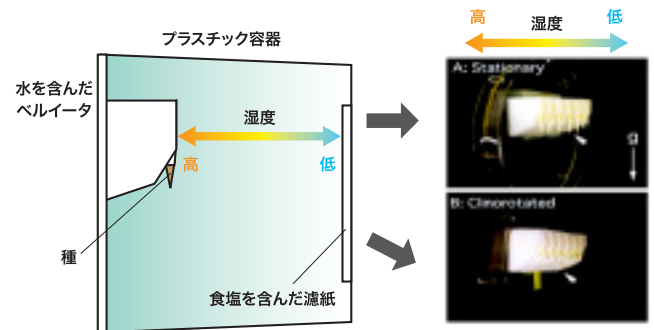 プラスチック容器
水を含んだ
ベルイータ
湿度
高
低
種
食塩を含んだ濾紙
高
湿度
低
A: Stationary
g
B: Clinorotated